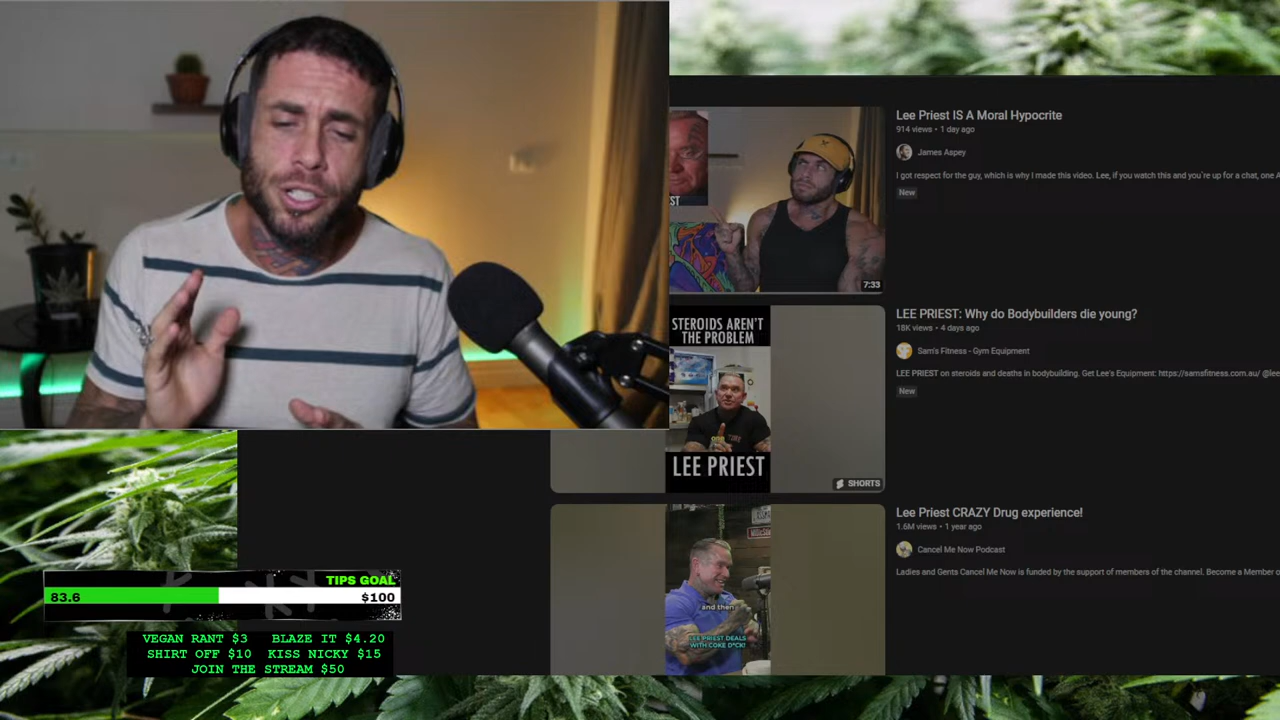 Lee Priest IS A Moral Hypocrite
914 views • 1 day ago
James Aspey
I got respect for the guy, which is why I made this video. Lee, if you watch this and you're up for a chat, one A
New
ST
7:33
STEROIDS AREN'T
THE PROBLEM
LEE PRIEST
SHORTS
LEE PRIEST: Why do Bodybuilders die young?
18K views • 4 days ago
Sam's Fitness - Gym Equipment
LEE PRIEST on steroids and deaths in bodybuilding. Get Lee's Equipment: https://samsfitness.com.au/ @lee
New
and then
LEE PRIEST DEALS
WITH COKE D*CK!
Lee Priest CRAZY Drug experience!
1.6M views • 1 year ago
Cancel Me Now Podcast
Ladies and Gents Cancel Me Now is funded by the support of members of the channel. Become a Member o
TIPS GOAL
83.6 $100
VEGAN RANT $3 BLAZE IT $4.20
SHIRT OFF $10 KISS NICKY $15
JOIN THE STREAM $50